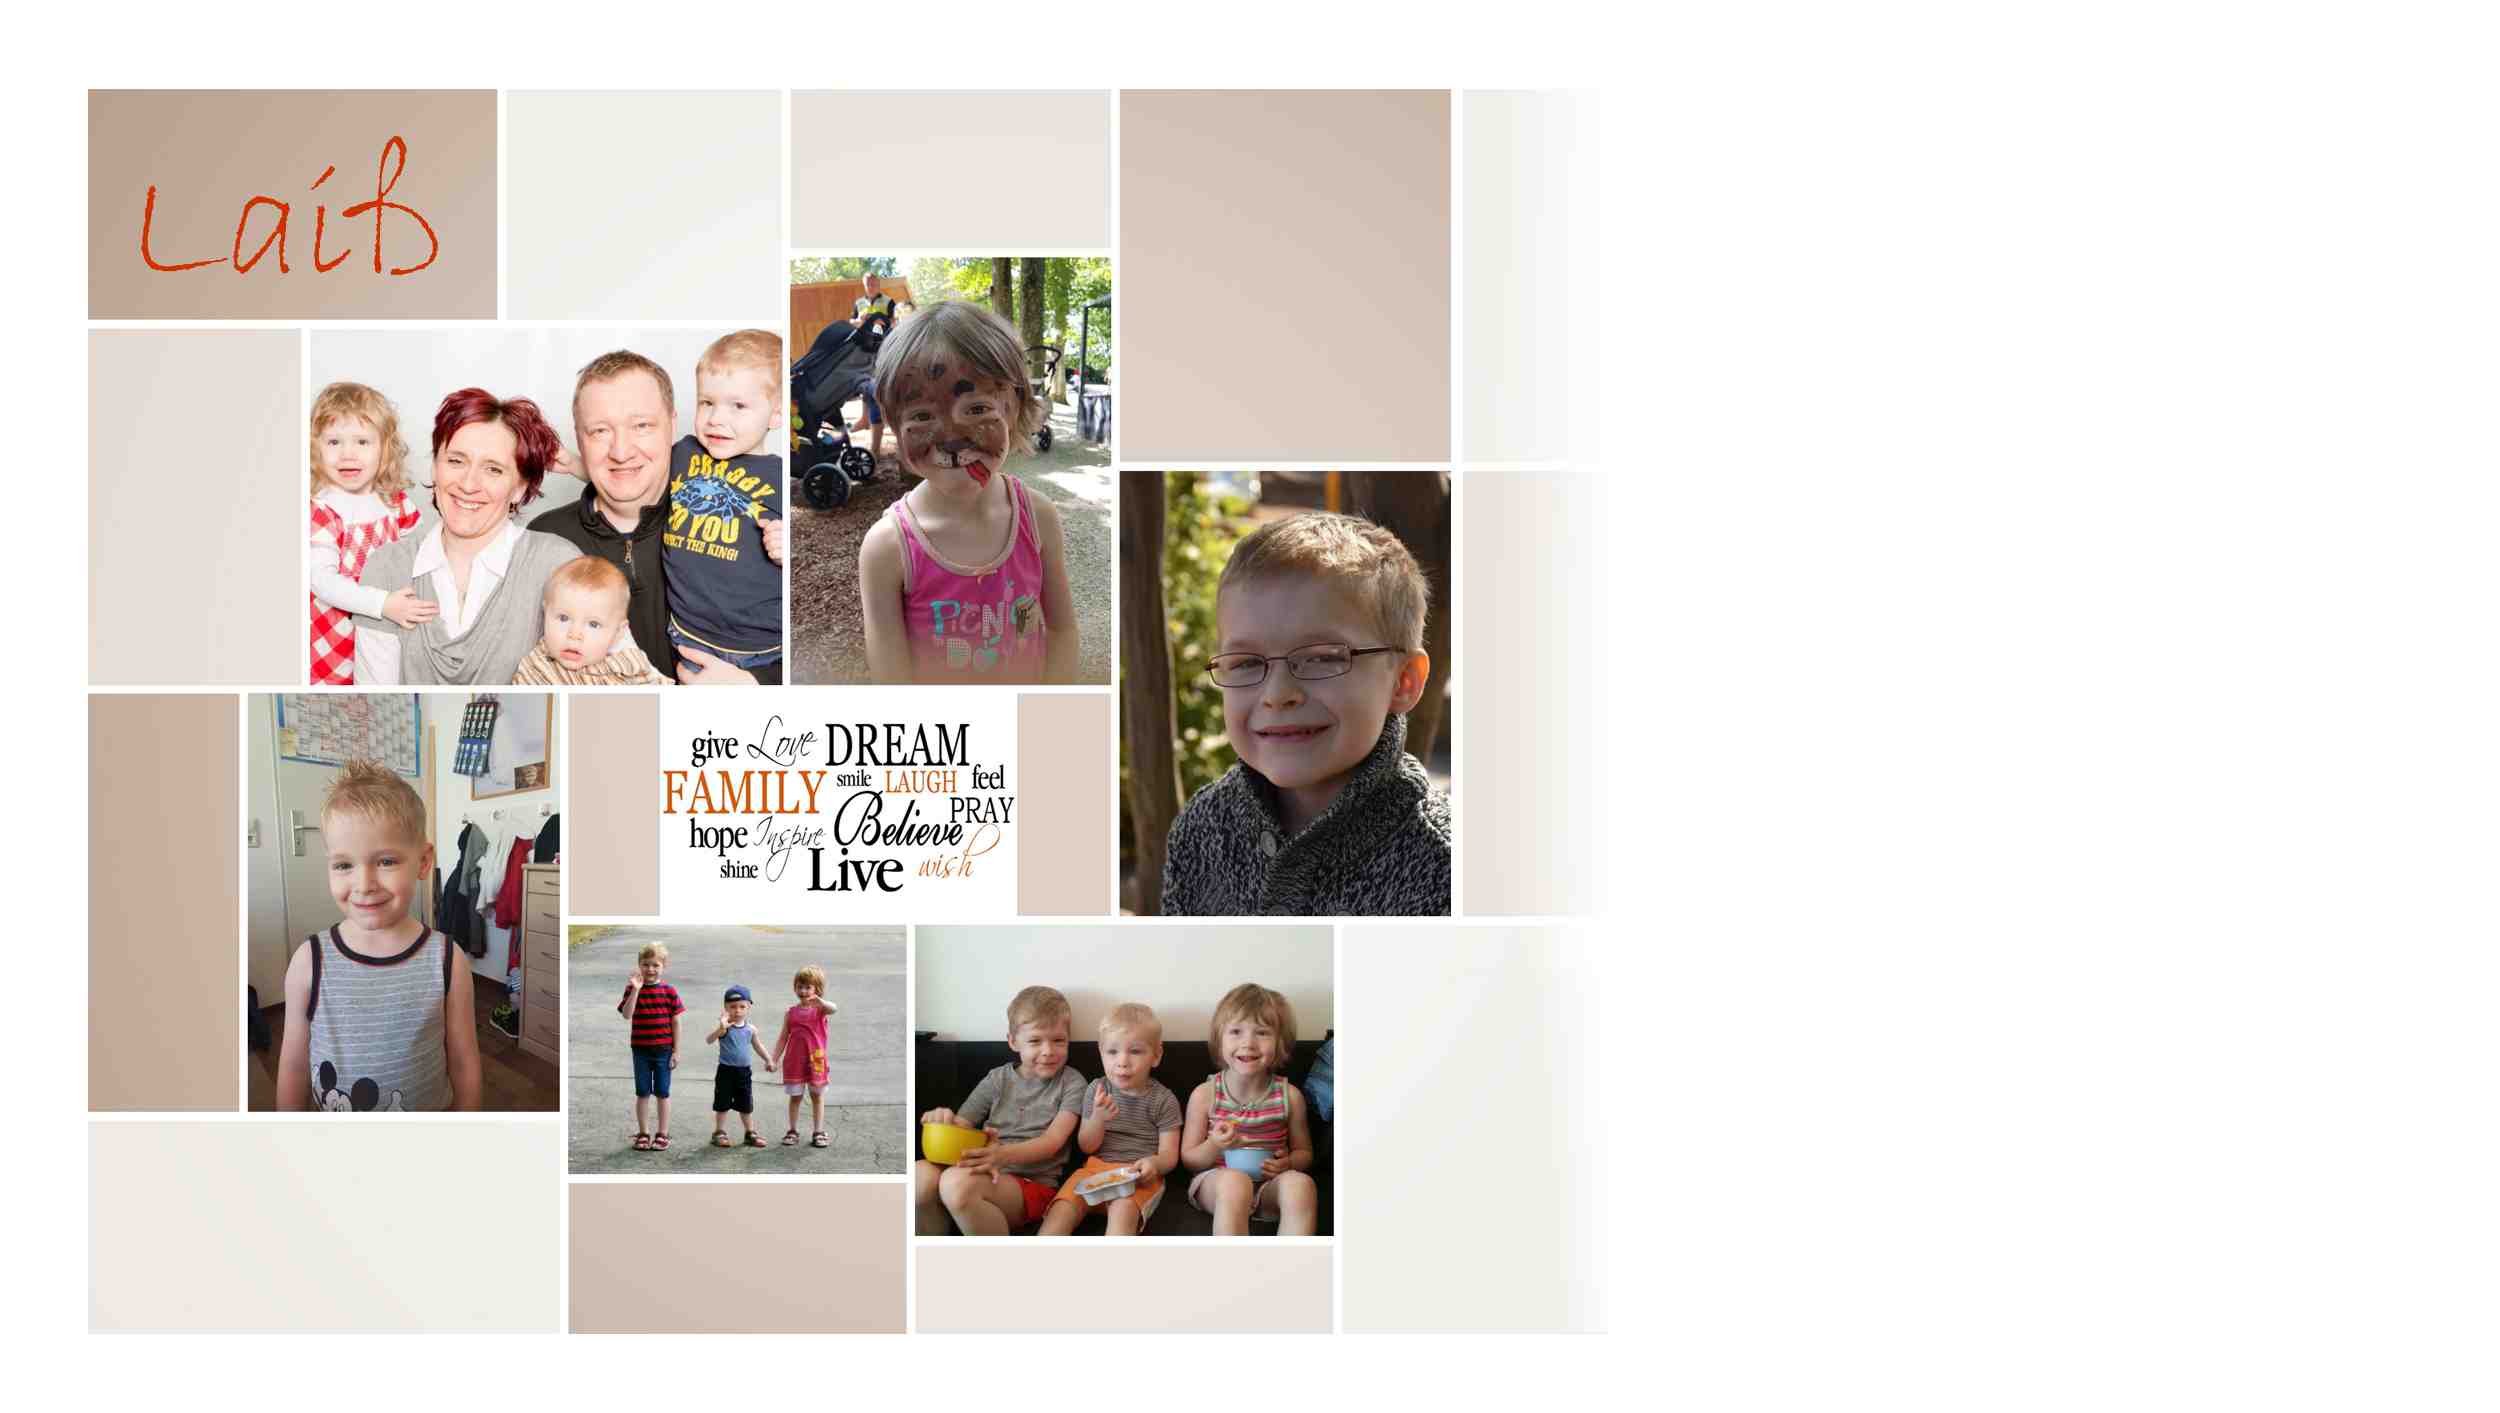 Laiß
CRABBY
TO YOU
THE KING!
PICNIC
give Love DREAM
FAMILY smile LAUGH feel
hope Inspire Believe PRAY
shine Live wish